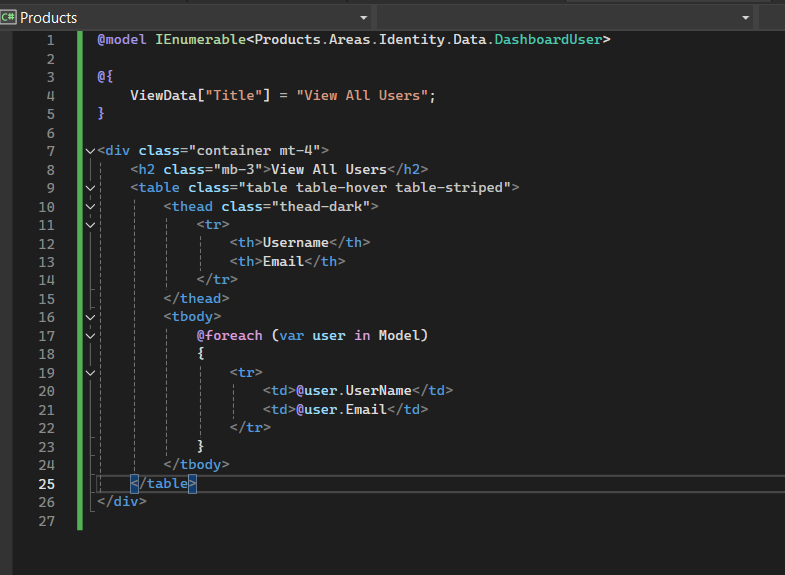 C# Products
1 @model IEnumerable<Products.Areas.Identity.Data.DashboardUser>
2
3 @{
4     ViewData["Title"] = "View All Users";
5 }
6
7 <div class="container mt-4">
8     <h2 class="mb-3">View All Users</h2>
9     <table class="table table-hover table-striped">
10         <thead class="thead-dark">
11             <tr>
12                 <th>Username</th>
13                 <th>Email</th>
14             </tr>
15         </thead>
16         <tbody>
17             @foreach (var user in Model)
18             {
19                 <tr>
20                     <td>@user.UserName</td>
21                     <td>@user.Email</td>
22                 </tr>
23             }
24         </tbody>
25     </table>
26 </div>
27